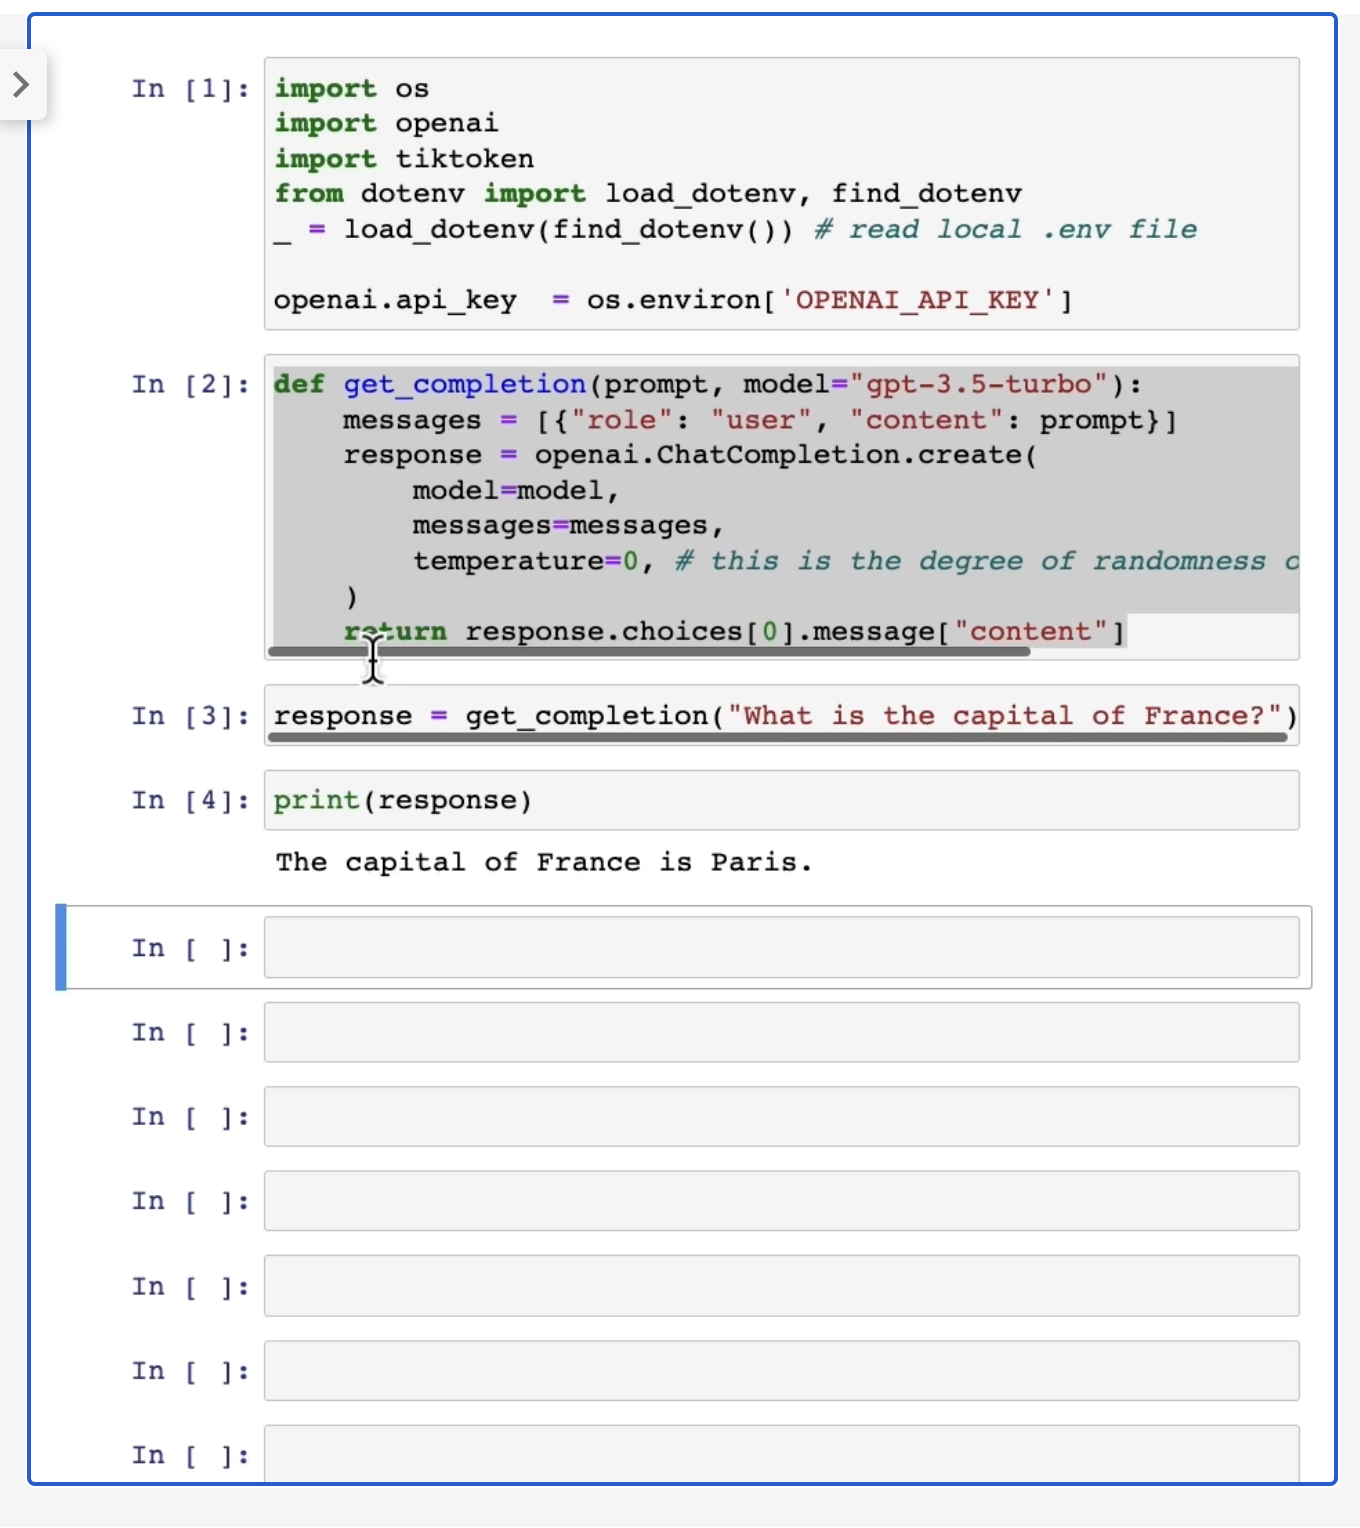 In [1]: import os
import openai
import tiktoken
from dotenv import load_dotenv, find_dotenv
_ = load_dotenv(find_dotenv()) # read local .env file
openai.api_key  = os.environ['OPENAI_API_KEY']
In [2]: def get_completion(prompt, model="gpt-3.5-turbo"):
    messages = [{"role": "user", "content": prompt}]
    response = openai.ChatCompletion.create(
        model=model,
        messages=messages,
        temperature=0, # this is the degree of randomness
    )
    return response.choices[0].message["content"]
In [3]: response = get_completion("What is the capital of France?")
In [4]: print(response)
The capital of France is Paris.
In [ ]:
In [ ]:
In [ ]:
In [ ]:
In [ ]:
In [ ]:
In [ ]: